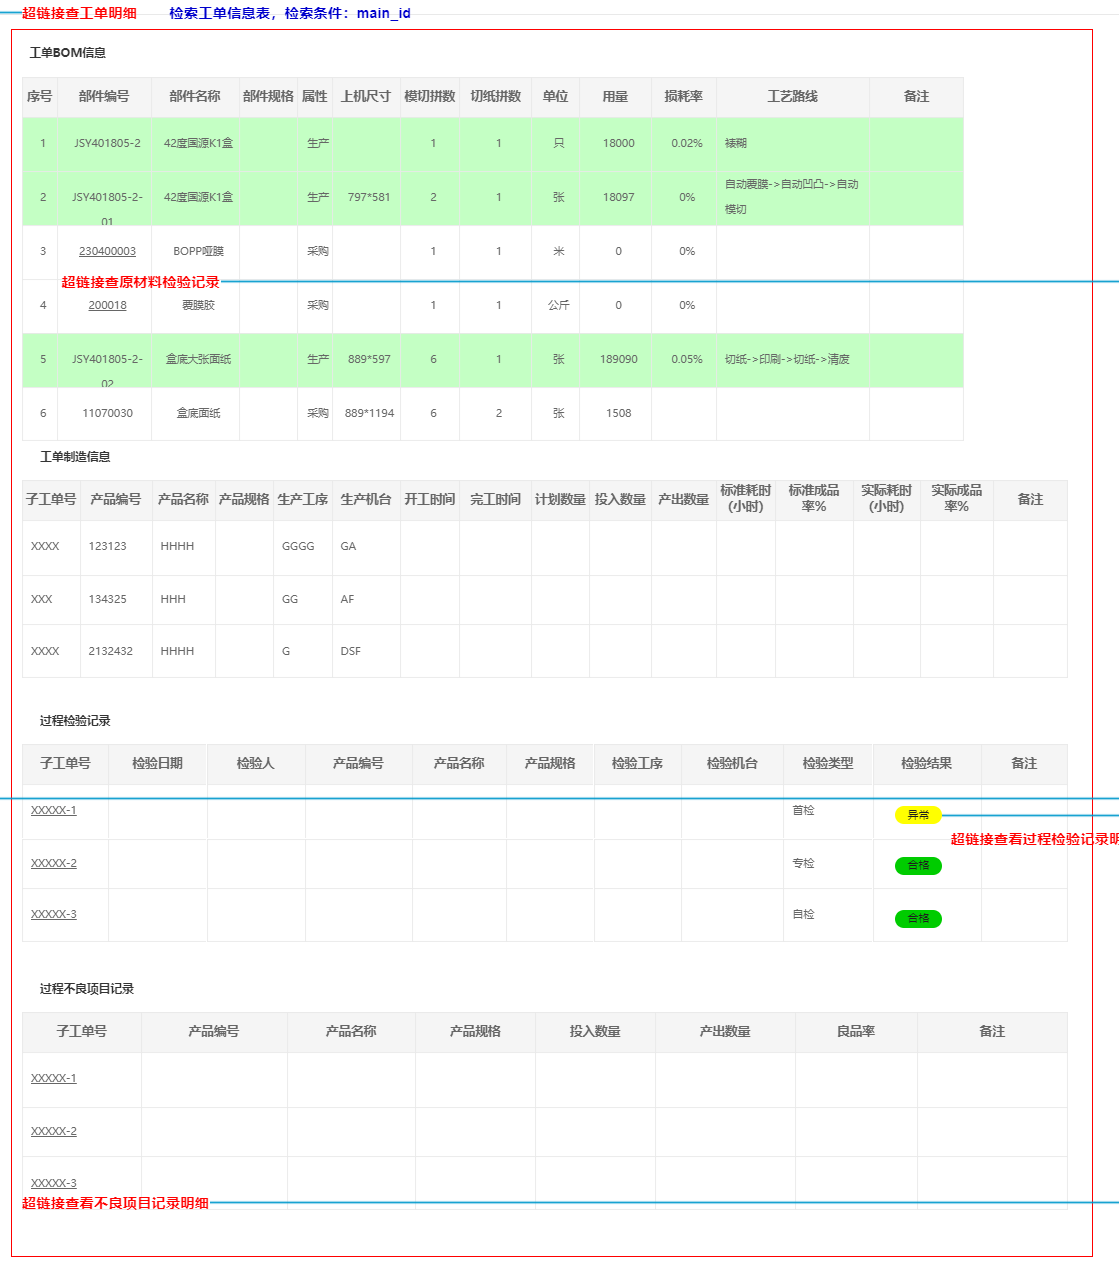 超链接查工单明细 检索工单信息表，检索条件：main_id
工单BOM信息
序号 部件编号 部件名称 部件规格 属性 上机尺寸 模切拼数 切纸拼数 单位 用量 损耗率 工艺路线 备注
1 JSY401805-2 42度国源K1盒 生产 1 1 只 18000 0.02% 裱糊
2 JSY401805-2-01 42度国源K1盒 生产 797*581 2 1 张 18097 0% 自动覆膜->自动凹凸->自动模切
3 230400003 BOPP哑膜 采购 1 1 米 0 0%
超链接查原材料检验记录
4 200018 覆膜胶 采购 1 1 公斤 0 0%
5 JSY401805-2-02 盒底大张面纸 生产 889*597 6 1 张 189090 0.05% 切纸->印刷->切纸->清废
6 11070030 盒底面纸 采购 889*1194 6 2 张 1508
工单制造信息
子工单号 产品编号 产品名称 产品规格 生产工序 生产机台 开工时间 完工时间 计划数量 投入数量 产出数量 标准耗时(小时) 标准成品率% 实际耗时(小时) 实际成品率% 备注
XXXX 123123 HHHH GGGG GA
XXX 134325 HHH GG AF
XXXX 2132432 HHHH G DSF
过程检验记录
子工单号 检验日期 检验人 产品编号 产品名称 产品规格 检验工序 检验机台 检验类型 检验结果 备注
XXXXX-1 首检 异常
超链接查看过程检验记录明
XXXXX-2 专检 合格
XXXXX-3 自检 合格
过程不良项目记录
子工单号 产品编号 产品名称 产品规格 投入数量 产出数量 良品率 备注
XXXXX-1
XXXXX-2
XXXXX-3
超链接查看不良项目记录明细